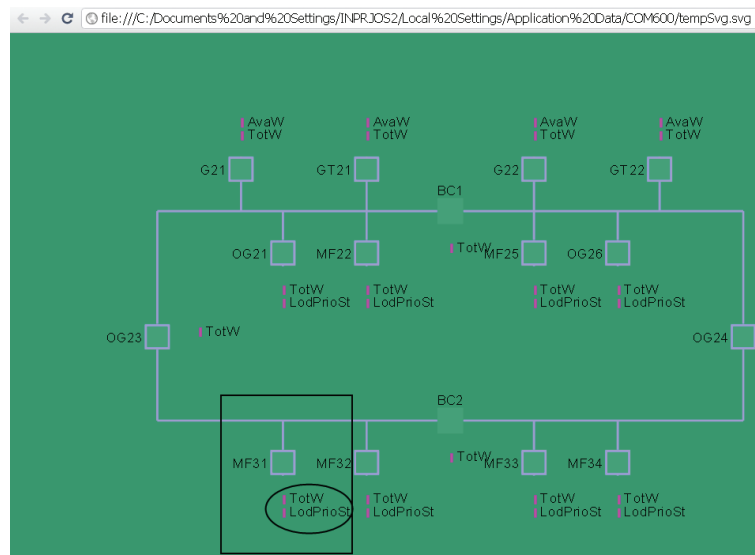 file:///C:/Documents%20and%20Settings/INPRJOS2/Local%20Settings/Application%20Data/COM600/tempSvg.svg
AvaW AvaW AvaW AvaW
TotW TotW TotW TotW
G21 GT21 G22 GT22
BC1
OG21 MF22 TotW MF25 OG26
TotW TotW TotW TotW
LodPrioSt LodPrioSt LodPrioSt LodPrioSt
OG23 TotW OG24
BC2
MF31 MF32 TotW MF33 MF34
TotW TotW TotW TotW
LodPrioSt LodPrioSt LodPrioSt LodPrioSt